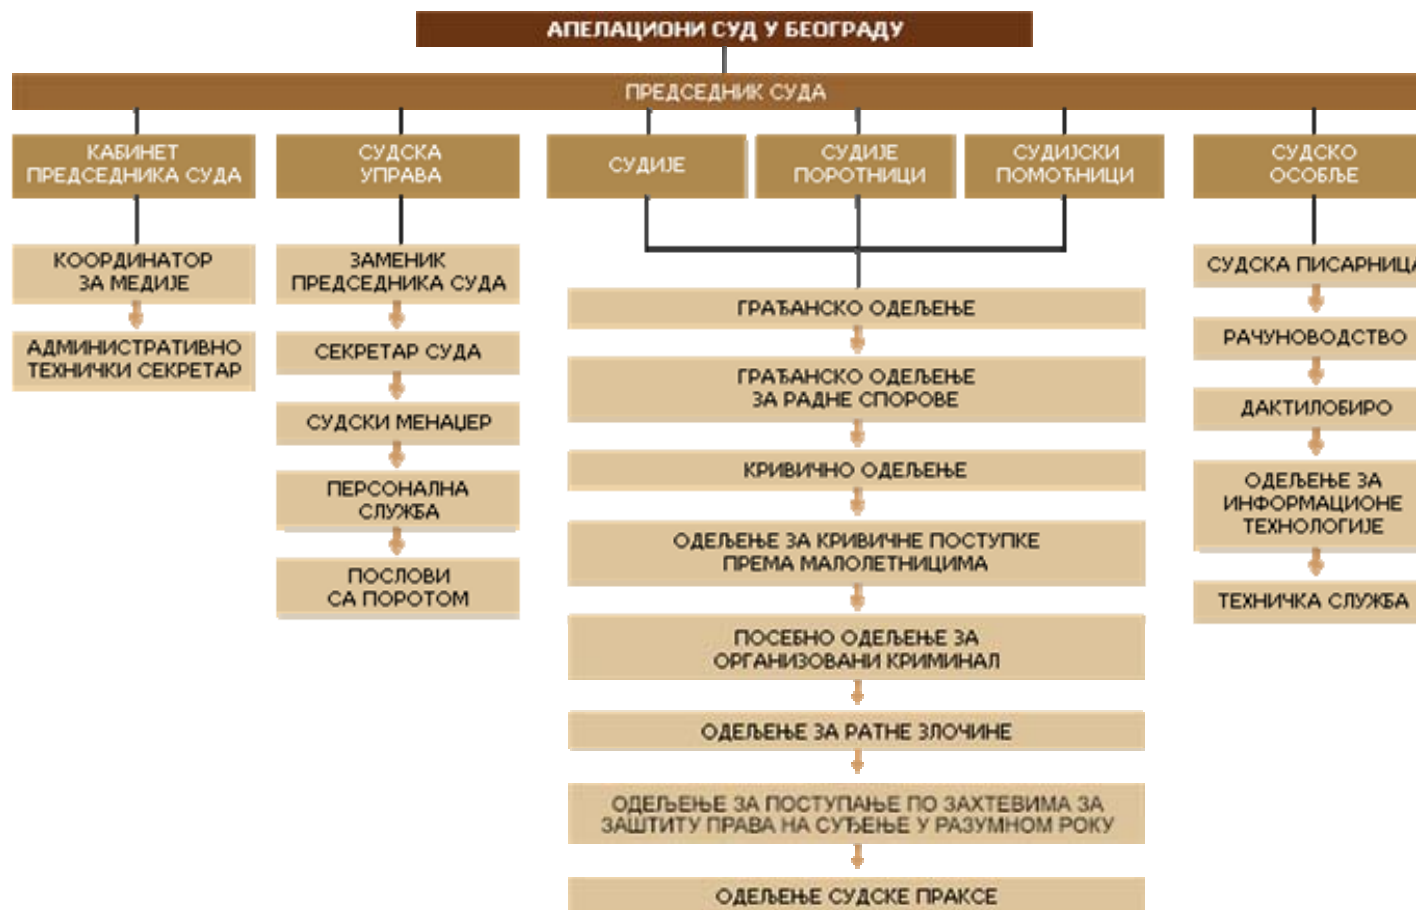 АПЕЛАЦИОНИ СУД У БЕОГРАДУ
ПРЕДСЕДНИК СУДА
КАБИНЕТ
ПРЕДСЕДНИКА СУДА
СУДСКА
УПРАВА
СУДИЈЕ
СУДИЈЕ
ПОРОТНИЦИ
СУДИЈСКИ
ПОМОЋНИЦИ
СУДСКО
ОСОБЉЕ
КООРДИНАТОР
ЗА МЕДИЈЕ
АДМИНИСТРАТИВНО
ТЕХНИЧКИ СЕКРЕТАР
ЗАМЕНИК
ПРЕДСЕДНИКА СУДА
СЕКРЕТАР СУДА
СУДСКИ МЕНАЏЕР
ПЕРСОНАЛНА
СЛУЖБА
ПОСЛОВИ
СА ПОРОТОМ
ГРАЂАНСКО ОДЕЉЕЊЕ
ГРАЂАНСКО ОДЕЉЕЊЕ
ЗА РАДНЕ СПОРОВЕ
КРИВИЧНО ОДЕЉЕЊЕ
ОДЕЉЕЊЕ ЗА КРИВИЧНЕ ПОСТУПКЕ
ПРЕМА МАЛОЛЕТНИЦИМА
ПОСЕБНО ОДЕЉЕЊЕ ЗА
ОРГАНИЗОВАНИ КРИМИНАЛ
ОДЕЉЕЊЕ ЗА РАТНЕ ЗЛОЧИНЕ
ОДЕЉЕЊЕ ЗА ПОСТУПАЊЕ ПО ЗАХТЕВИМА ЗА
ЗАШТИТУ ПРАВА НА СУЂЕЊЕ У РАЗУМНОМ РОКУ
ОДЕЉЕЊЕ СУДСКЕ ПРАКСЕ
СУДСКА ПИСАРНИЦА
РАЧУНОВОДСТВО
ДАКТИЛОБИРО
ОДЕЉЕЊЕ ЗА
ИНФОРМАЦИОНЕ
ТЕХНОЛОГИЈЕ
ТЕХНИЧКА СЛУЖБА